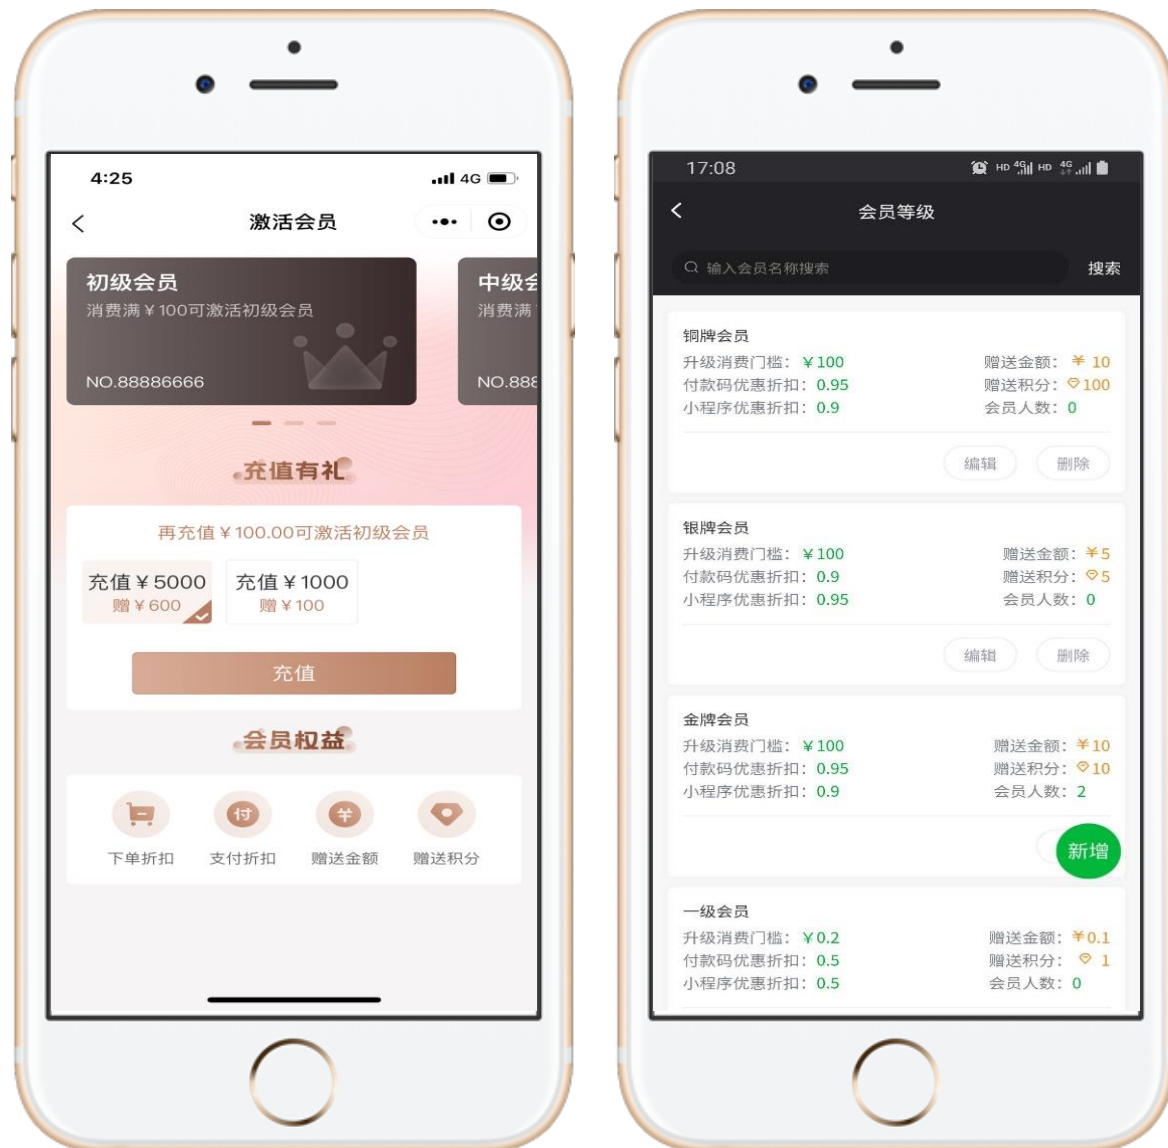 4:25
4G
激活会员
初级会员
消费满￥100可激活初级会员
NO.88886666
中级会
消费满
NO.888
充值有礼
再充值￥100.00可激活初级会员
充值￥5000
赠￥600
充值￥1000
赠￥100
充值
会员权益
付
下单折扣
支付折扣
赠送金额
赠送积分
17:08
HD 4G HD 4G
会员等级
输入会员名称搜索
搜索
铜牌会员
升级消费门槛：￥100 赠送金额：￥ 10
付款码优惠折扣：0.95 赠送积分：100
小程序优惠折扣：0.9 会员人数：0
编辑 删除
银牌会员
升级消费门槛：￥100 赠送金额：￥5
付款码优惠折扣：0.9 赠送积分：5
小程序优惠折扣：0.95 会员人数：0
编辑 删除
金牌会员
升级消费门槛：￥100 赠送金额：￥10
付款码优惠折扣：0.95 赠送积分：10
小程序优惠折扣：0.9 会员人数：2
新增
一级会员
升级消费门槛：￥0.2 赠送金额：￥0.1
付款码优惠折扣：0.5 赠送积分： 1
小程序优惠折扣：0.5 会员人数：0